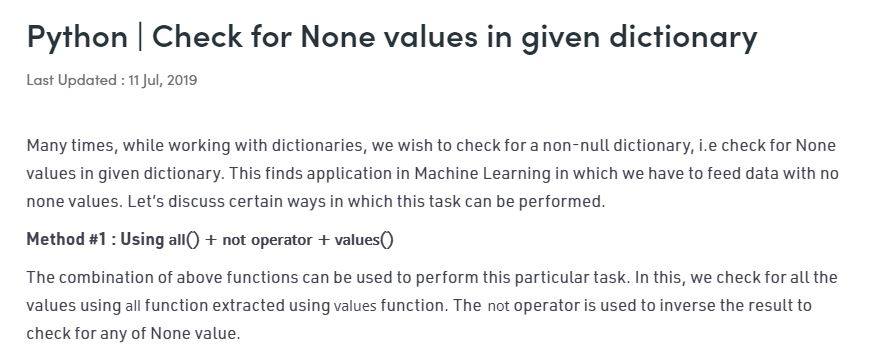 Python | Check for None values in given dictionary
Last Updated : 11 Jul, 2019
Many times, while working with dictionaries, we wish to check for a non-null dictionary, i.e check for None
values in given dictionary. This finds application in Machine Learning in which we have to feed data with no
none values. Let's discuss certain ways in which this task can be performed.
Method #1 : Using all() + not operator + values()
The combination of above functions can be used to perform this particular task. In this, we check for all the
values using all function extracted using values function. The not operator is used to inverse the result to
check for any of None value.